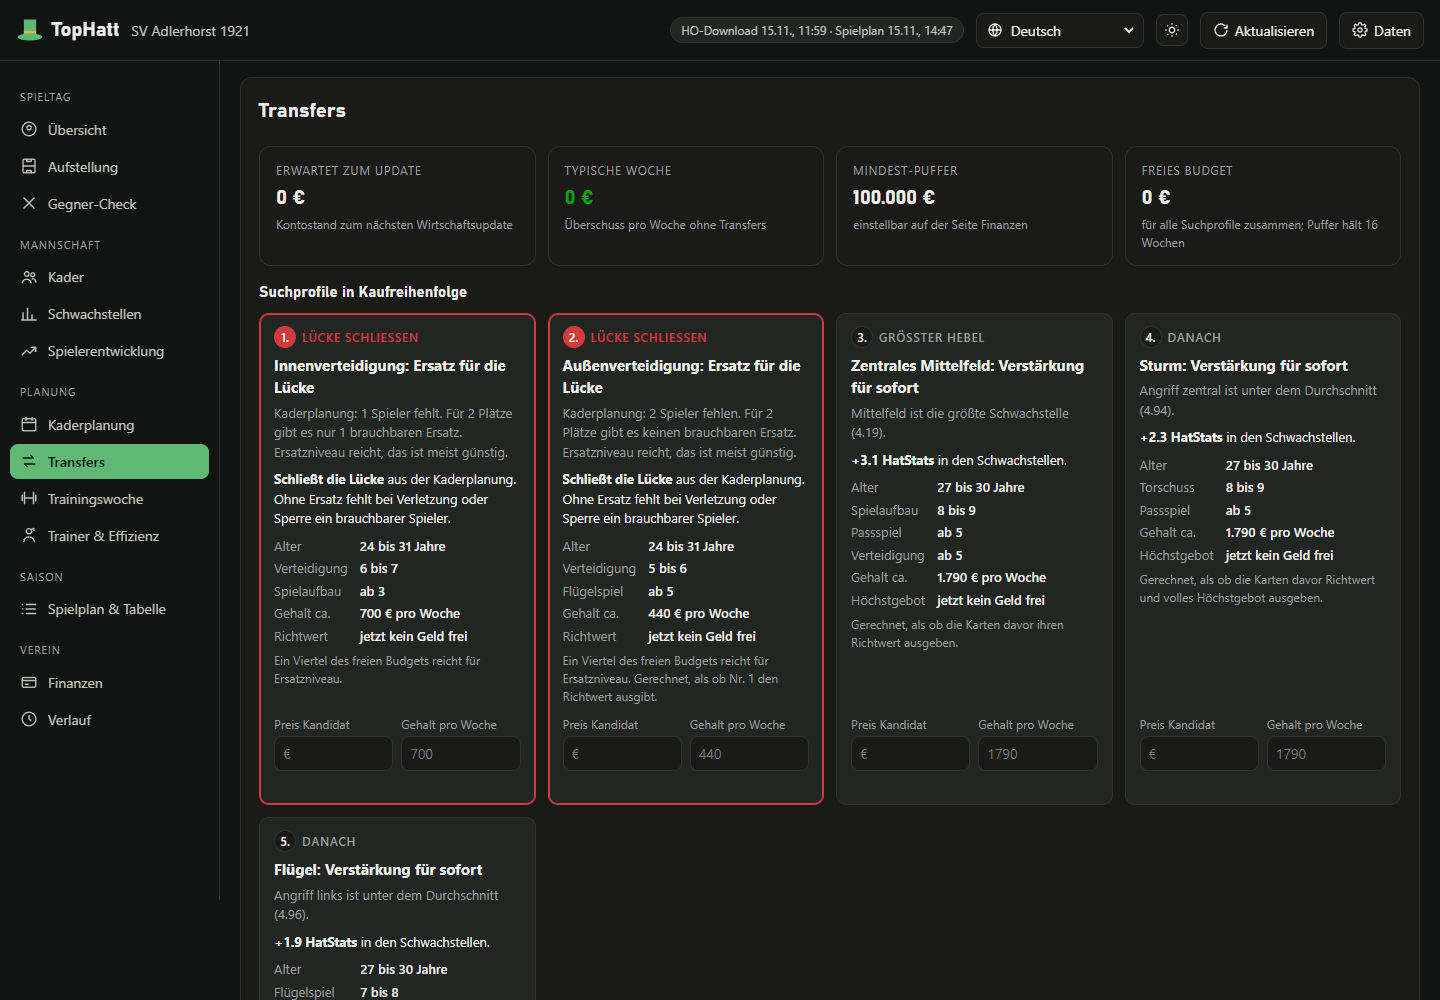 TopHatt SV Adlerhorst 1921
HO-Download 15.11., 11:59 · Spielplan 15.11., 14:47
Deutsch
Aktualisieren
Daten
SPIELTAG
Übersicht
Aufstellung
Gegner-Check
MANNSCHAFT
Kader
Schwachstellen
Spielerentwicklung
PLANUNG
Kaderplanung
Transfers
Trainingswoche
Trainer & Effizienz
SAISON
Spielplan & Tabelle
VEREIN
Finanzen
Verlauf
Transfers
ERWARTET ZUM UPDATE
0 €
Kontostand zum nächsten Wirtschaftsupdate
TYPISCHE WOCHE
0 €
Überschuss pro Woche ohne Transfers
MINDEST-PUFFER
100.000 €
einstellbar auf der Seite Finanzen
FREIES BUDGET
0 €
für alle Suchprofile zusammen; Puffer hält 16
Wochen
Suchprofile in Kaufreihenfolge
1. LÜCKE SCHLIESSEN
Innenverteidigung: Ersatz für die
Lücke
Kaderplanung: 1 Spieler fehlt. Für 2 Plätze
gibt es nur 1 brauchbaren Ersatz.
Ersatzniveau reicht, das ist meist günstig.
Schließt die Lücke aus der Kaderplanung.
Ohne Ersatz fehlt bei Verletzung oder
Sperre ein brauchbarer Spieler.
Alter 24 bis 31 Jahre
Verteidigung 6 bis 7
Spielaufbau ab 3
Gehalt ca. 700 € pro Woche
Richtwert jetzt kein Geld frei
Ein Viertel des freien Budgets reicht für
Ersatzniveau.
Preis Kandidat Gehalt pro Woche
€ 700
2. LÜCKE SCHLIESSEN
Außenverteidigung: Ersatz für die
Lücke
Kaderplanung: 2 Spieler fehlen. Für 2
Plätze gibt es keinen brauchbaren Ersatz.
Ersatzniveau reicht, das ist meist günstig.
Schließt die Lücke aus der Kaderplanung.
Ohne Ersatz fehlt bei Verletzung oder
Sperre ein brauchbarer Spieler.
Alter 24 bis 31 Jahre
Verteidigung 5 bis 6
Flügelspiel ab 5
Gehalt ca. 440 € pro Woche
Richtwert jetzt kein Geld frei
Ein Viertel des freien Budgets reicht für
Ersatzniveau. Gerechnet, als ob Nr. 1 den
Richtwert ausgibt.
Preis Kandidat Gehalt pro Woche
€ 440
3. GRÖSSTER HEBEL
Zentrales Mittelfeld: Verstärkung
für sofort
Mittelfeld ist die größte Schwachstelle
(4.19).
+3.1 HatStats in den Schwachstellen.
Alter 27 bis 30 Jahre
Spielaufbau 8 bis 9
Passspiel ab 5
Verteidigung ab 5
Gehalt ca. 1.790 € pro Woche
Höchstgebot jetzt kein Geld frei
Gerechnet, als ob die Karten davor ihren
Richtwert ausgeben.
Preis Kandidat Gehalt pro Woche
€ 1790
4. DANACH
Sturm: Verstärkung für sofort
Angriff zentral ist unter dem Durchschnitt
(4.94).
+2.3 HatStats in den Schwachstellen.
Alter 27 bis 30 Jahre
Torschuss 8 bis 9
Passspiel ab 5
Gehalt ca. 1.790 € pro Woche
Höchstgebot jetzt kein Geld frei
Gerechnet, als ob die Karten davor Richtwert
und volles Höchstgebot ausgeben.
Preis Kandidat Gehalt pro Woche
€ 1790
5. DANACH
Flügel: Verstärkung für sofort
Angriff links ist unter dem Durchschnitt
(4.96).
+1.9 HatStats in den Schwachstellen.
Alter 27 bis 30 Jahre
Flügelspiel 7 bis 8